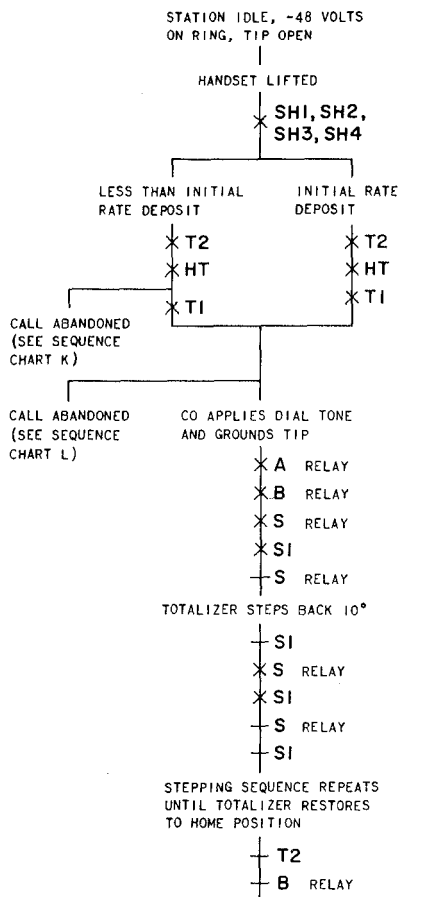 STATION IDLE, -48 VOLTS
ON RING, TIP OPEN
HANDSET LIFTED
SH1, SH2,
SH3, SH4
LESS THAN INITIAL
RATE DEPOSIT
INITIAL RATE
DEPOSIT
T2
HT
T1
T2
HT
T1
CALL ABANDONED
(SEE SEQUENCE
CHART K)
CALL ABANDONED
(SEE SEQUENCE
CHART L)
CO APPLIES DIAL TONE
AND GROUNDS TIP
A RELAY
B RELAY
S RELAY
S1
S RELAY
TOTALIZER STEPS BACK 10°
S1
S RELAY
S1
S RELAY
S1
STEPPING SEQUENCE REPEATS
UNTIL TOTALIZER RESTORES
TO HOME POSITION
T2
B RELAY